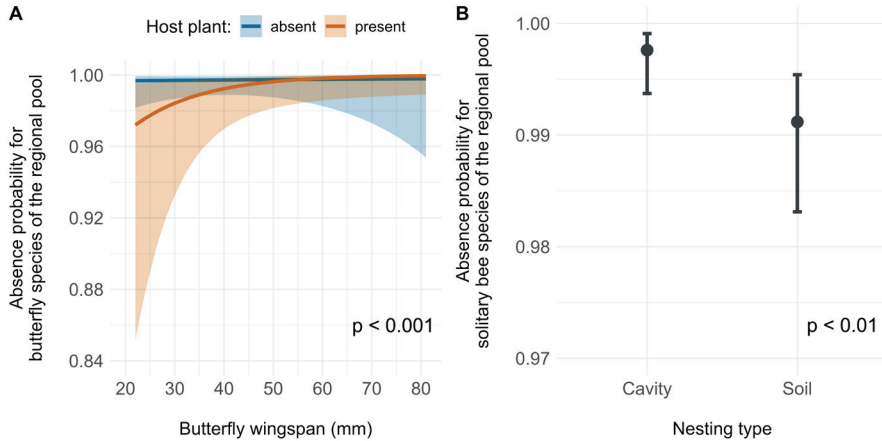 A
Host plant: absent present
Absence probability for
butterfly species of the regional pool
1.00
0.96
0.92
0.88
0.84
p < 0.001
20 30 40 50 60 70 80
Butterfly wingspan (mm)
B
Absence probability for
solitary bee species of the regional pool
1.00
0.99
0.98
0.97
p < 0.01
Cavity Soil
Nesting type